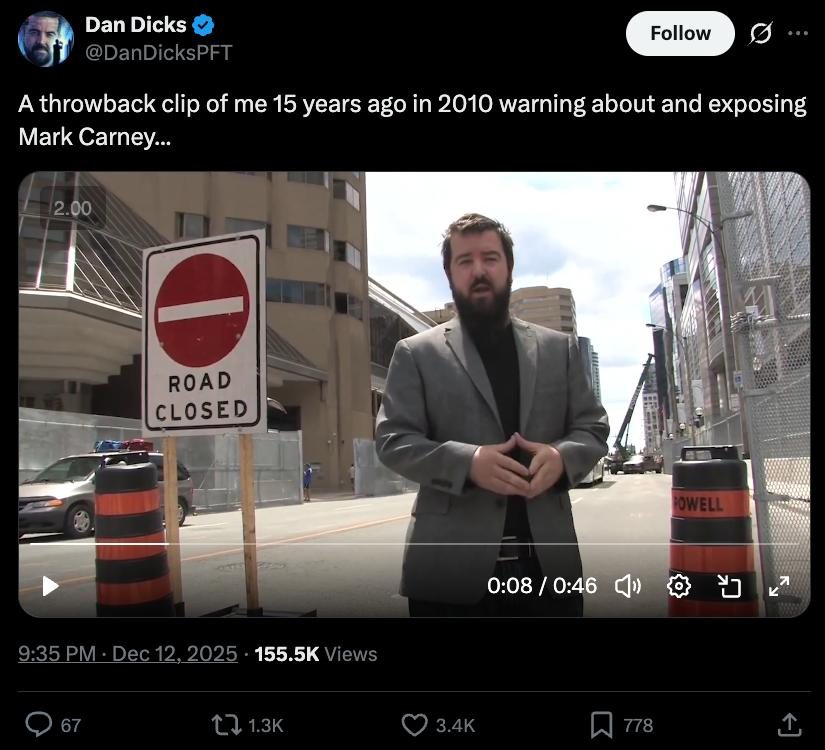 Dan Dicks
@DanDicksPFT
Follow
A throwback clip of me 15 years ago in 2010 warning about and exposing
Mark Carney...
2.00
ROAD
CLOSED
POWELL
0:08 / 0:46
9:35 PM · Dec 12, 2025 · 155.5K Views
67
1.3K
3.4K
778